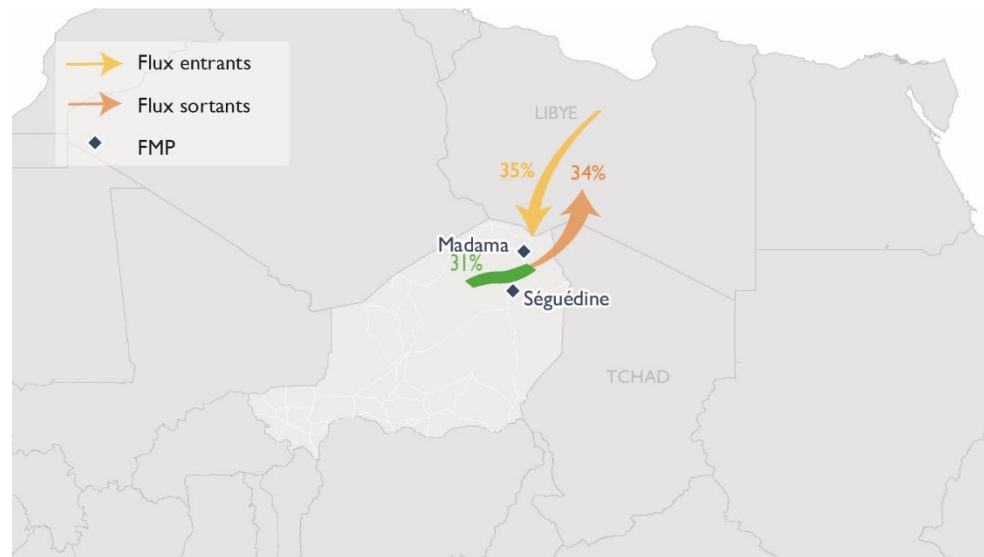 Flux entrants
Flux sortants
FMP
LIBYE
35%
34%
Madama
31%
Séguédine
TCHAD